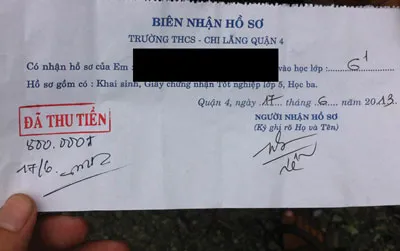 BIÊN NHẬN HỒ SƠ
TRƯỜNG THCS - CHI LĂNG QUẬN 4
Có nhận hồ sơ của Em : vào học lớp : 6¹
Hồ sơ gồm có : Khai sinh, Giấy chứng nhận Tốt nghiệp lớp 5, Học bạ.
Quận 4, ngày 17 tháng 6 năm 2013
NGƯỜI NHẬN HỒ SƠ
(Ký ghi rõ Họ và Tên)
ĐÃ THU TIỀN
800.000đ
17/6